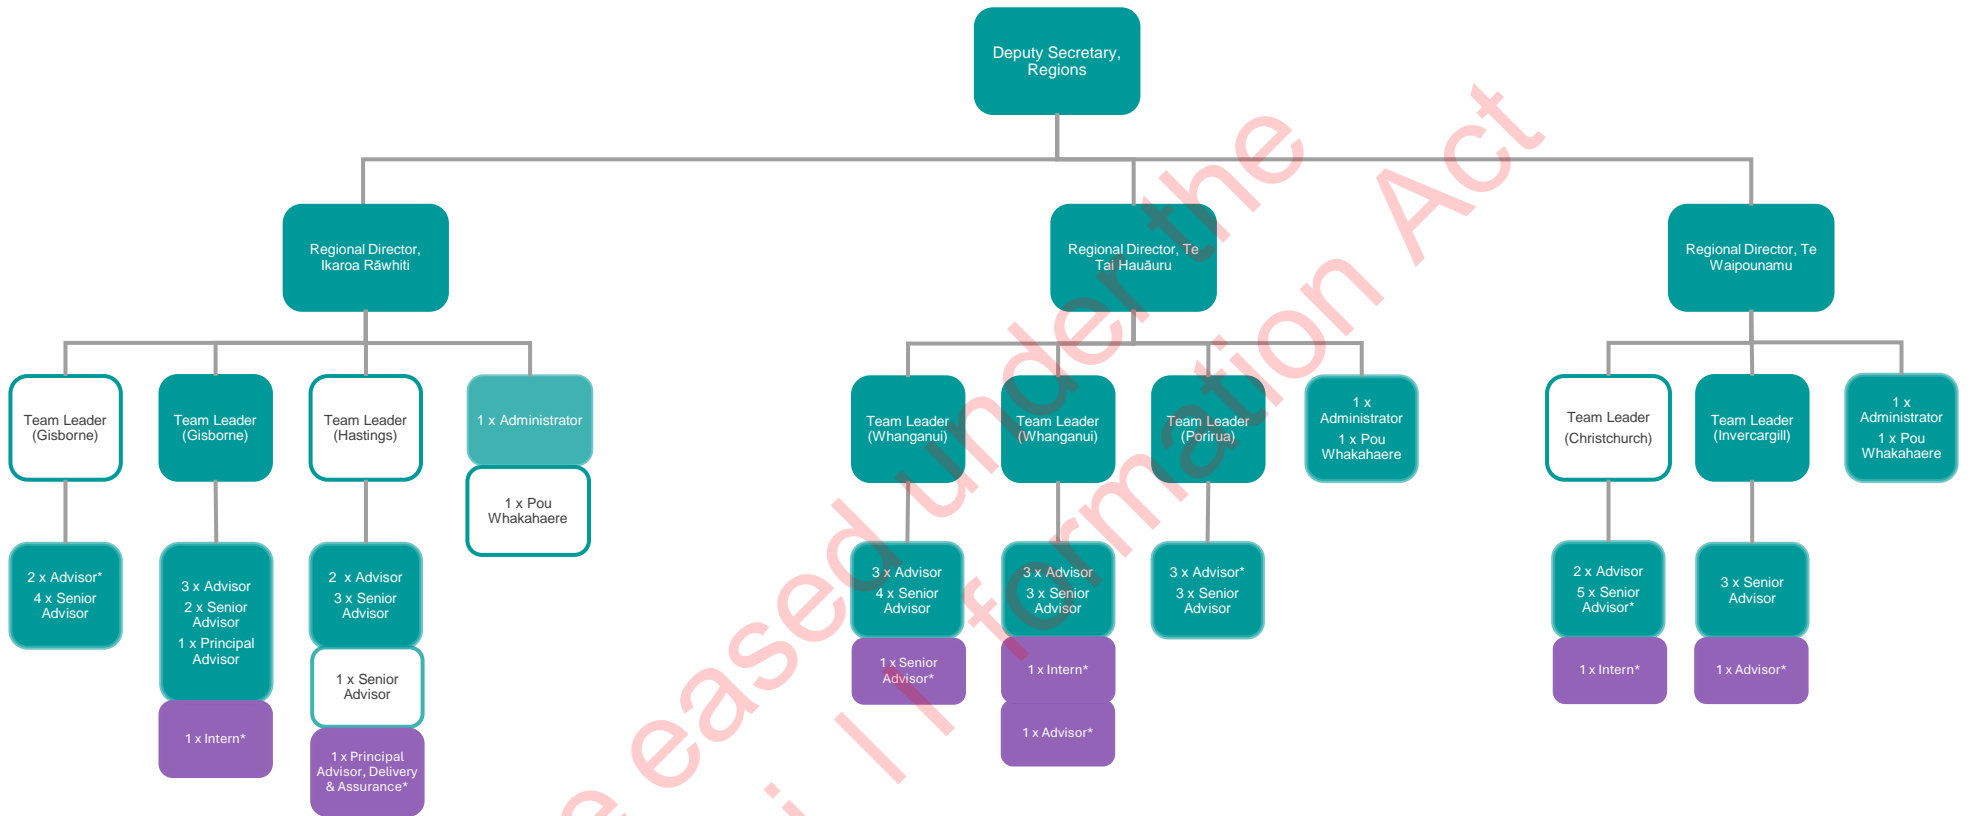 Deputy Secretary,
Regions
Regional Director,
Ikaroa Rāwhiti
Regional Director, Te
Tai Hauāuru
Regional Director, Te
Waipounamu
Team Leader
(Gisborne)
Team Leader
(Gisborne)
Team Leader
(Hastings)
1 x Administrator
1 x Pou
Whakahaere
Team Leader
(Whanganui)
Team Leader
(Whanganui)
Team Leader
(Porirua)
1 x
Administrator
1 x Pou
Whakahaere
Team Leader
(Christchurch)
Team Leader
(Invercargill)
1 x
Administrator
1 x Pou
Whakahaere
2 x Advisor*
4 x Senior
Advisor
3 x Advisor
2 x Senior
Advisor
1 x Principal
Advisor
1 x Intern*
2 x Advisor
3 x Senior
Advisor
1 x Senior
Advisor
1 x Principal
Advisor, Delivery
& Assurance*
3 x Advisor
4 x Senior
Advisor
1 x Senior
Advisor*
3 x Advisor
3 x Senior
Advisor
1 x Intern*
1 x Advisor*
3 x Advisor*
3 x Senior
Advisor
2 x Advisor
5 x Senior
Advisor*
1 x Intern*
3 x Senior
Advisor
1 x Advisor*
eased under the
formation Act